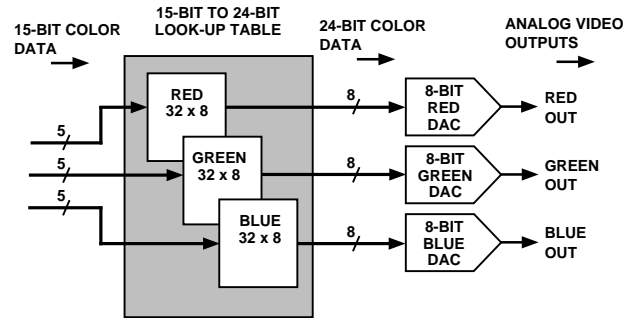 15-BIT COLOR
DATA
15-BIT TO 24-BIT
LOOK-UP TABLE
24-BIT COLOR
DATA
ANALOG VIDEO
OUTPUTS
RED
32 x 8
8
8-BIT
RED
DAC
RED
OUT
5
GREEN
32 x 8
5
8
8-BIT
GREEN
DAC
GREEN
OUT
5
BLUE
32 x 8
8
8-BIT
BLUE
DAC
BLUE
OUT